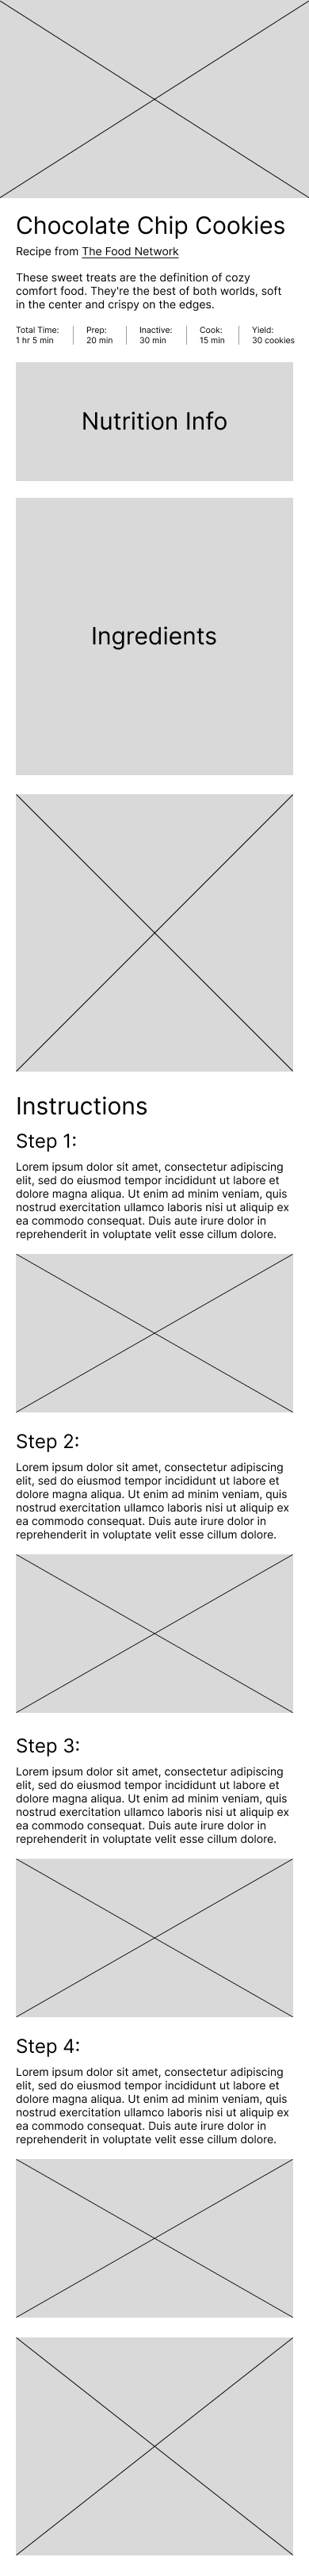 Chocolate Chip Cookies
Recipe from The Food Network
These sweet treats are the definition of cozy
comfort food. They're the best of both worlds, soft
in the center and crispy on the edges.
Total Time: Prep: Inactive: Cook: Yield:
1 hr 5 min 20 min 30 min 15 min 30 cookies
Nutrition Info
Ingredients
Instructions
Step 1:
Lorem ipsum dolor sit amet, consectetur adipiscing
elit, sed do eiusmod tempor incididunt ut labore et
dolore magna aliqua. Ut enim ad minim veniam, quis
nostrud exercitation ullamco laboris nisi ut aliquip ex
ea commodo consequat. Duis aute irure dolor in
reprehenderit in voluptate velit esse cillum dolore.
Step 2:
Lorem ipsum dolor sit amet, consectetur adipiscing
elit, sed do eiusmod tempor incididunt ut labore et
dolore magna aliqua. Ut enim ad minim veniam, quis
nostrud exercitation ullamco laboris nisi ut aliquip ex
ea commodo consequat. Duis aute irure dolor in
reprehenderit in voluptate velit esse cillum dolore.
Step 3:
Lorem ipsum dolor sit amet, consectetur adipiscing
elit, sed do eiusmod tempor incididunt ut labore et
dolore magna aliqua. Ut enim ad minim veniam, quis
nostrud exercitation ullamco laboris nisi ut aliquip ex
ea commodo consequat. Duis aute irure dolor in
reprehenderit in voluptate velit esse cillum dolore.
Step 4:
Lorem ipsum dolor sit amet, consectetur adipiscing
elit, sed do eiusmod tempor incididunt ut labore et
dolore magna aliqua. Ut enim ad minim veniam, quis
nostrud exercitation ullamco laboris nisi ut aliquip ex
ea commodo consequat. Duis aute irure dolor in
reprehenderit in voluptate velit esse cillum dolore.